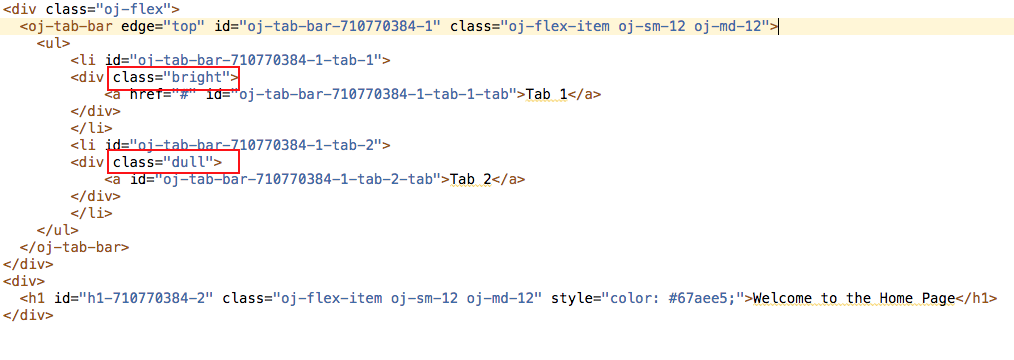 <div class="oj-flex">
<oj-tab-bar edge="top" id="oj-tab-bar-710770384-1" class="oj-flex-item oj-sm-12 oj-md-12">
<ul>
<li id="oj-tab-bar-710770384-1-tab-1">
<div class="bright">
<a href="#" id="oj-tab-bar-710770384-1-tab-1-tab">Tab 1</a>
</div>
</li>
<li id="oj-tab-bar-710770384-1-tab-2">
<div class="dull">
<a id="oj-tab-bar-710770384-1-tab-2-tab">Tab 2</a>
</div>
</li>
</ul>
</oj-tab-bar>
</div>
<div>
<h1 id="h1-710770384-2" class="oj-flex-item oj-sm-12 oj-md-12" style="color: #67aee5;">Welcome to the Home Page</h1>
</div>